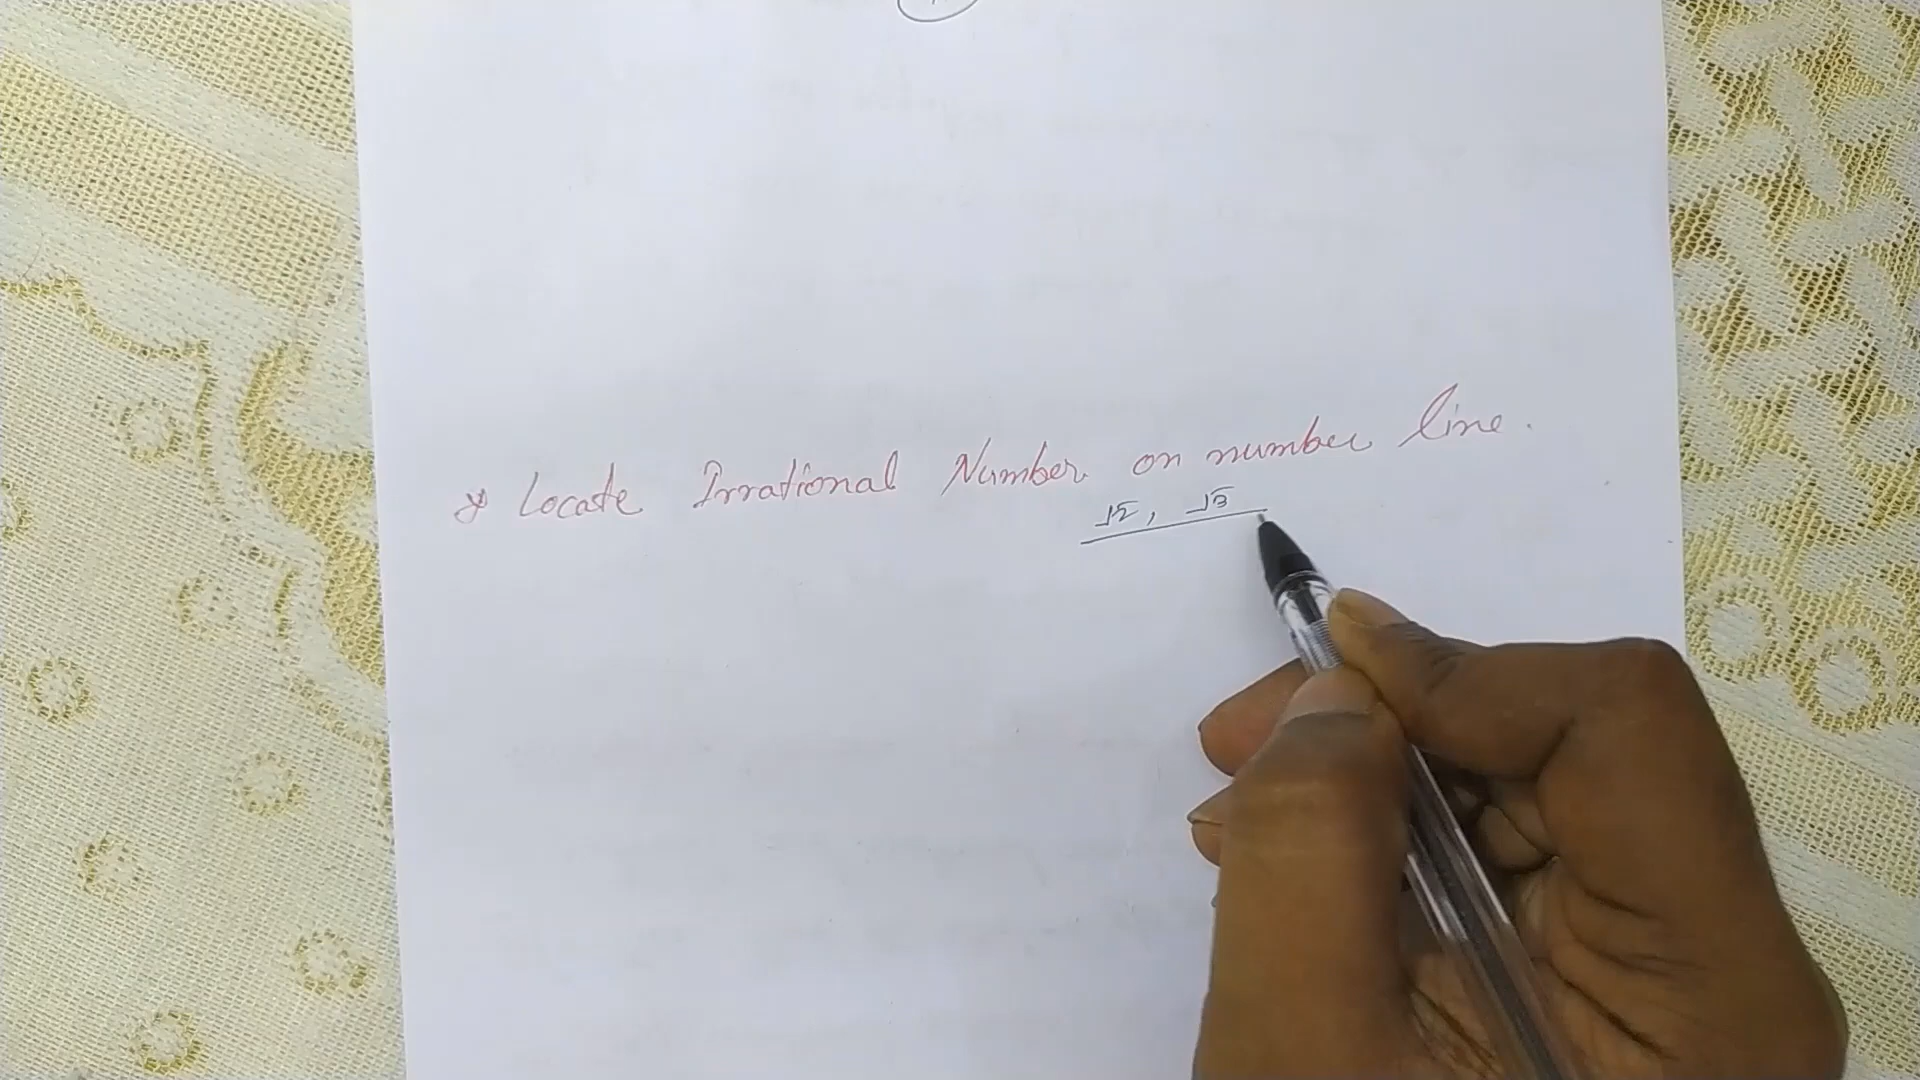 * Locate Irrational Number on number line.
√2, √3